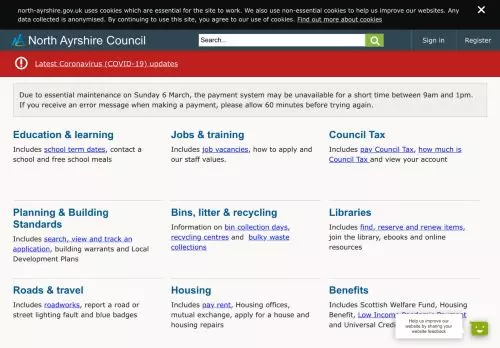 north-ayrshire.gov.uk uses cookies which are essential for the site to work. We also use non-essential cookies to help us improve our websites. Any
data collected is anonymised. By continuing to use this site, you agree to our use of cookies. Find out more about cookies
North Ayrshire Council
Search...
Sign in
Register
Latest Coronavirus (COVID-19) updates
Due to essential maintenance on Sunday 6 March, the payment system may be unavailable for a short time between 9am and 1pm.
If you receive an error message when making a payment, please allow 60 minutes before trying again.
Education & learning
Includes school term dates, contact a
school and free school meals
Jobs & training
Includes job vacancies, how to apply and
our staff values.
Council Tax
Includes pay Council Tax, how much is
Council Tax and view your account
Planning & Building
Standards
Includes search, view and track an
application, building warrants and Local
Development Plans
Bins, litter & recycling
Information on bin collection days,
recycling centres and bulky waste
collections
Libraries
Includes find, reserve and renew items,
join the library, ebooks and online
resources
Roads & travel
Includes roadworks, report a road or
street lighting fault and blue badges
Housing
Includes pay rent, Housing offices,
mutual exchange, apply for a house and
housing repairs
Benefits
Includes Scottish Welfare Fund, Housing
Benefit, Low Income Pandemic Payment
and Universal
Help us improve our
website by sharing your
website feedback